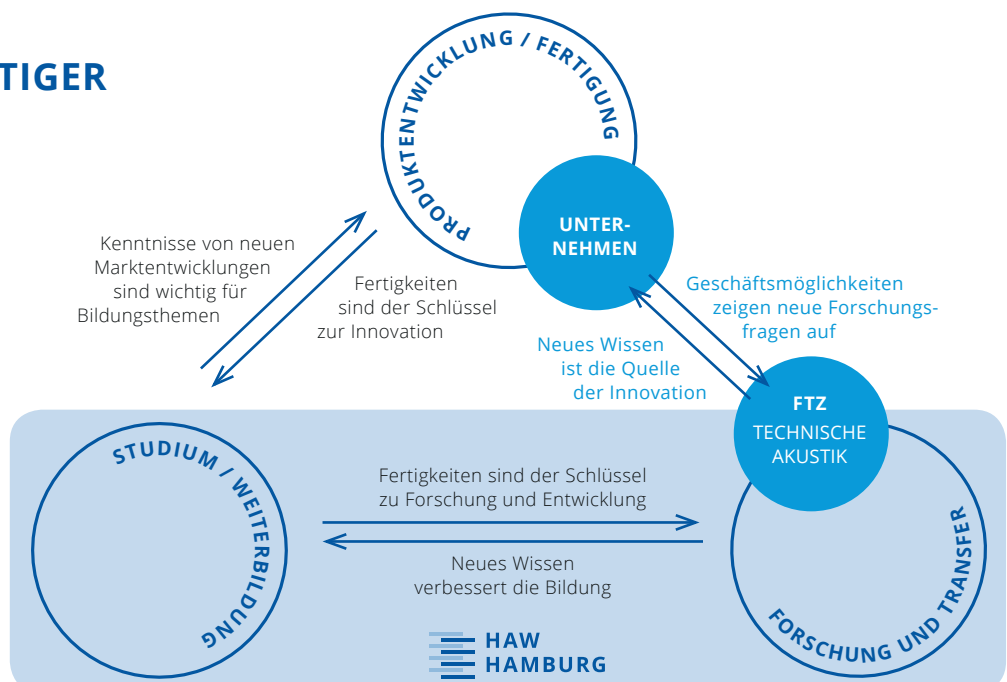 TIGER
PRODUKTENTWICKLUNG / FERTIGUNG
UNTER-
NEHMEN
Kenntnisse von neuen
Marktentwicklungen
sind wichtig für
Bildungsthemen
Fertigkeiten
sind der Schlüssel
zur Innovation
Geschäftsmöglichkeiten
zeigen neue Forschungs-
fragen auf
Neues Wissen
ist die Quelle
der Innovation
FTZ
TECHNISCHE
AKUSTIK
STUDIUM / WEITERBILDUNG
Fertigkeiten sind der Schlüssel
zu Forschung und Entwicklung
Neues Wissen
verbessert die Bildung
FORSCHUNG UND TRANSFER
HAW
HAMBURG